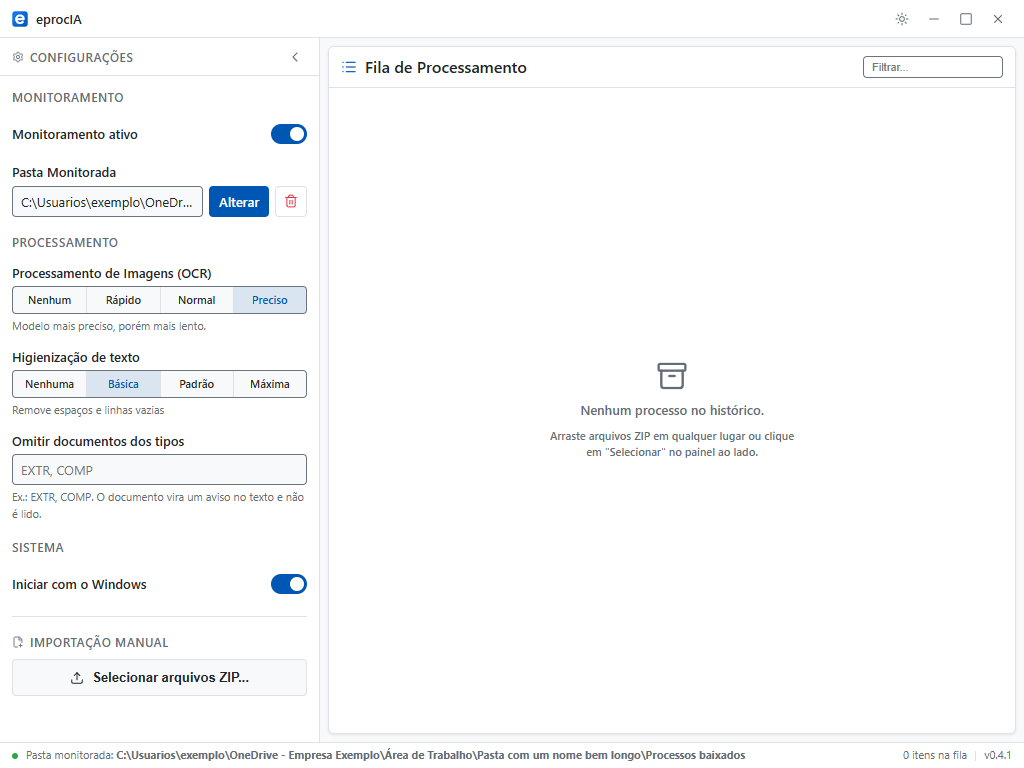 eprocIA
CONFIGURAÇÕES
MONITORAMENTO
Monitoramento ativo
Pasta Monitorada
C:\Usuarios\exemplo\OneDr...
Alterar
PROCESSAMENTO
Processamento de Imagens (OCR)
Nenhum Rápido Normal Preciso
Modelo mais preciso, porém mais lento.
Higienização de texto
Nenhuma Básica Padrão Máxima
Remove espaços e linhas vazias
Omitir documentos dos tipos
EXTR, COMP
Ex.: EXTR, COMP. O documento vira um aviso no texto e não
é lido.
SISTEMA
Iniciar com o Windows
IMPORTAÇÃO MANUAL
Selecionar arquivos ZIP...
Fila de Processamento
Filtrar...
Nenhum processo no histórico.
Arraste arquivos ZIP em qualquer lugar ou clique
em "Selecionar" no painel ao lado.
Pasta monitorada: C:\Usuarios\exemplo\OneDrive - Empresa Exemplo\Área de Trabalho\Pasta com um nome bem longo\Processos baixados
0 itens na fila
v0.4.1